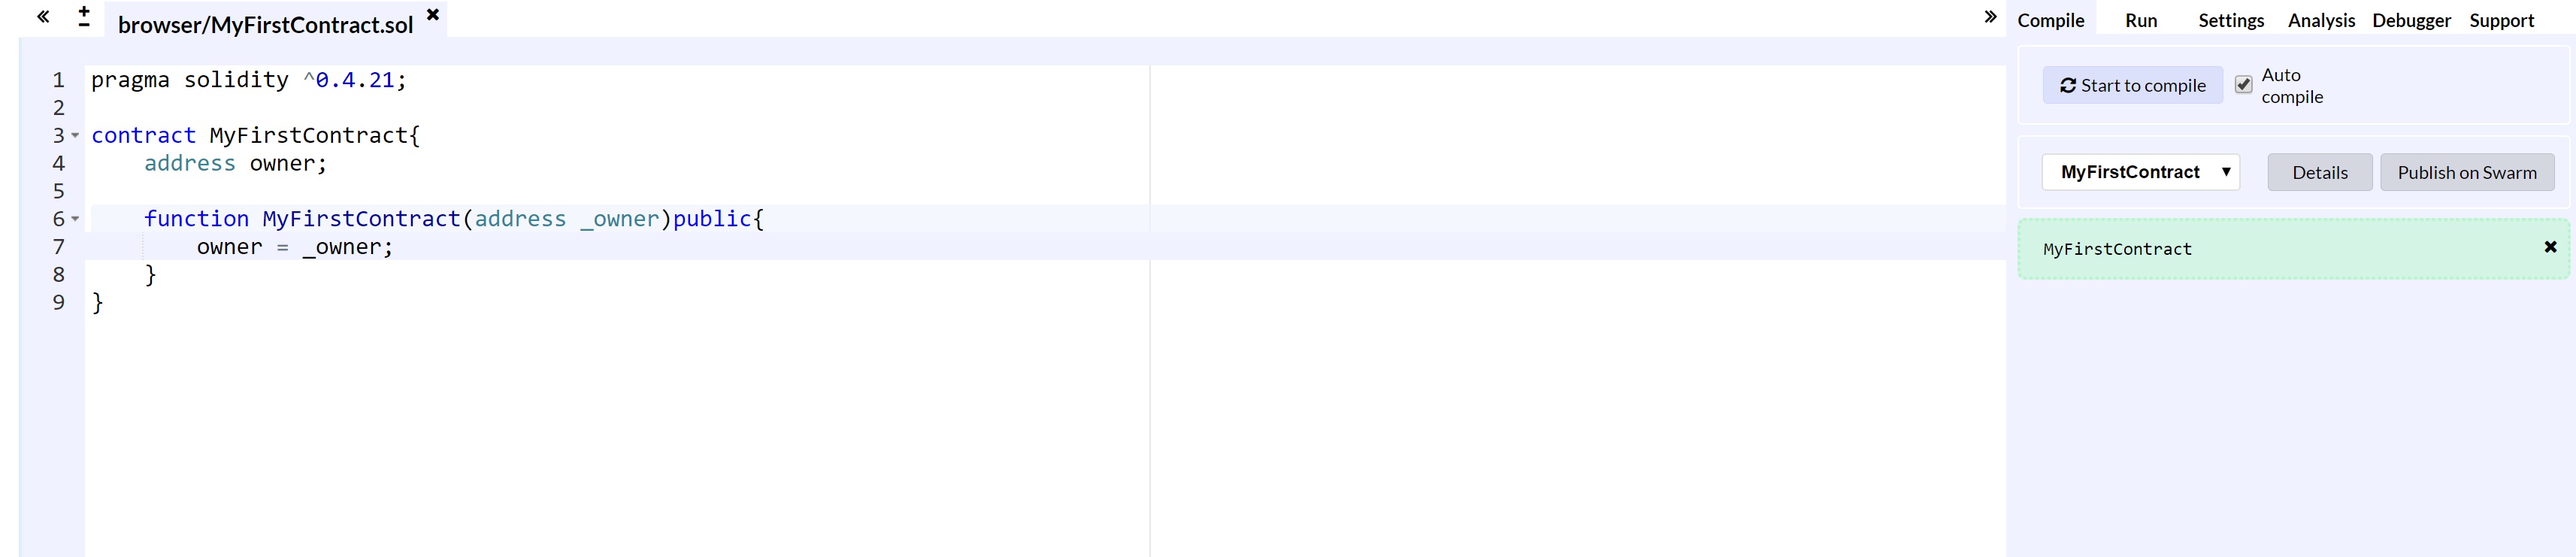 browser/MyFirstContract.sol
Compile Run Settings Analysis Debugger Support
1 pragma solidity ^0.4.21;
2
3 contract MyFirstContract{
4     address owner;
5
6     function MyFirstContract(address _owner)public{
7         owner = _owner;
8     }
9 }
Start to compile
Auto
compile
MyFirstContract
Details
Publish on Swarm
MyFirstContract